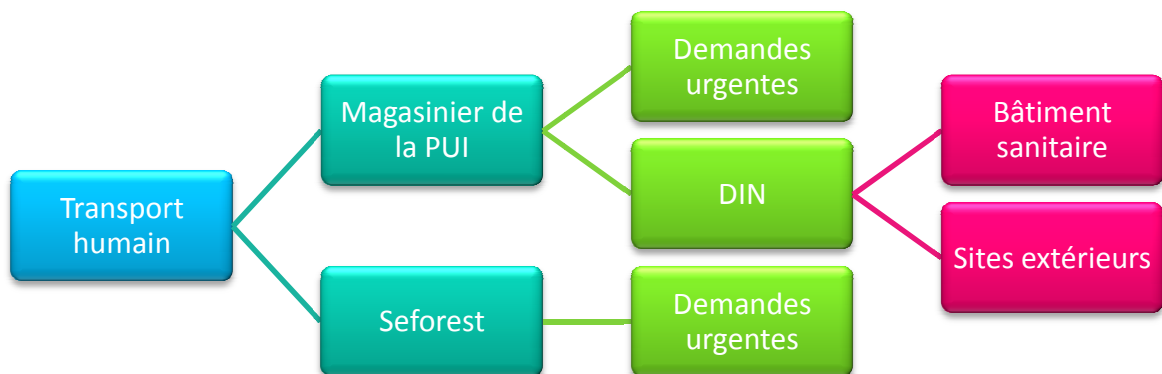 Transport
humain
Magasinier de
la PUI
Seforest
Demandes
urgentes
DIN
Demandes
urgentes
Bâtiment
sanitaire
Sites extérieurs